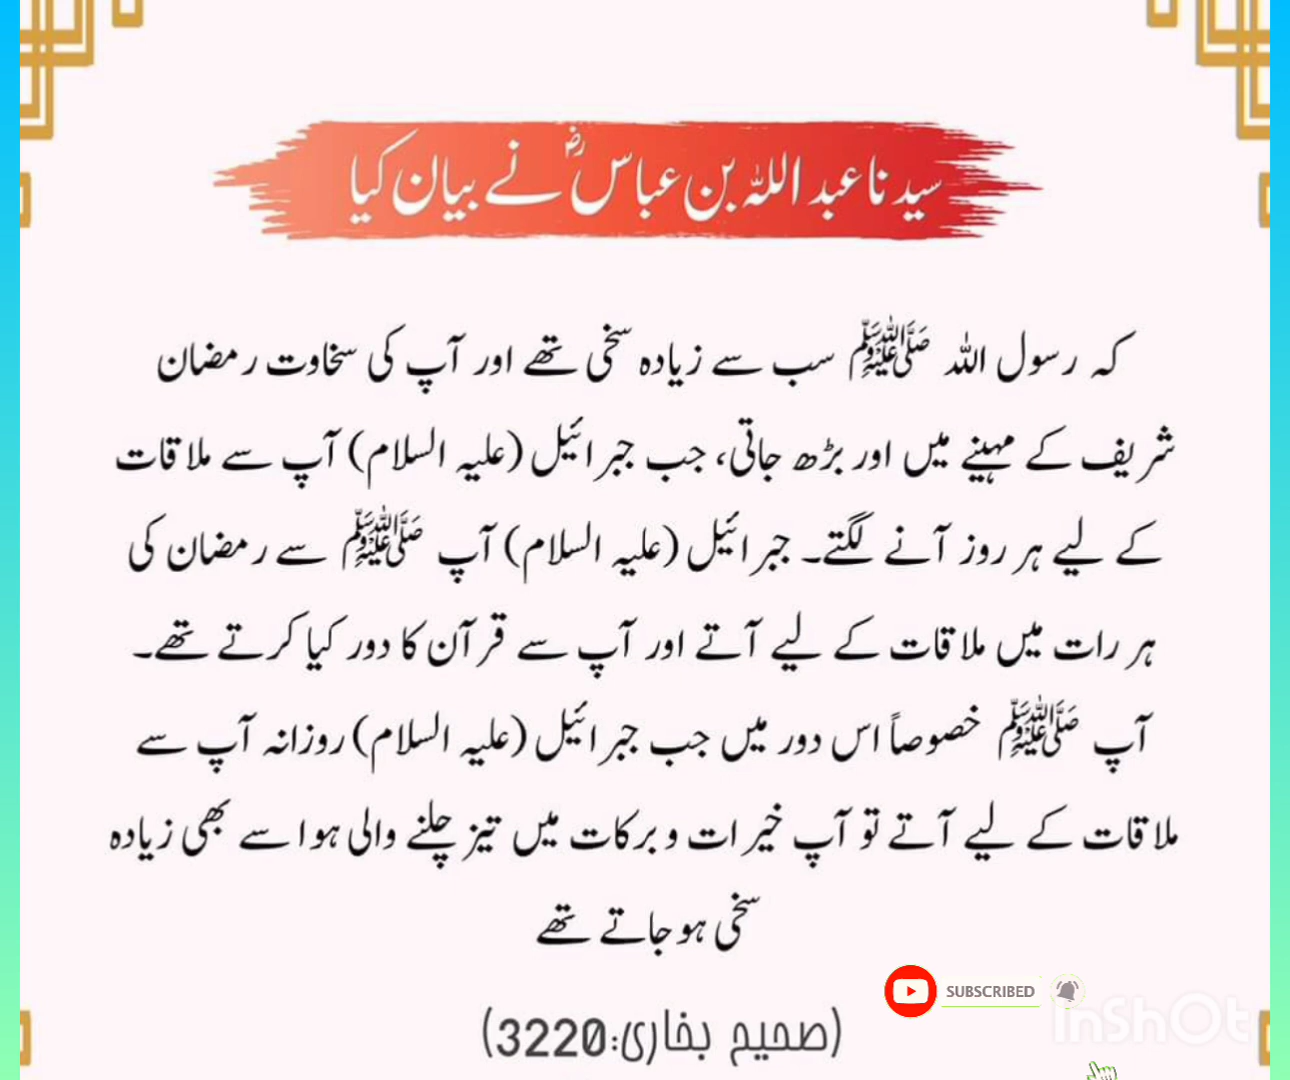 سیدنا عبداللہ بن عباسؓ نے بیان کیا
کہ رسول اللہ ﷺ سب سے زیادہ سخی تھے اور آپ کی سخاوت رمضان
شریف کے مہینے میں اور بڑھ جاتی، جب جبرائیل (علیہ السلام) آپ سے ملاقات
کے لیے ہر روز آنے لگتے۔ جبرائیل (علیہ السلام) آپ ﷺ سے رمضان کی
ہر رات میں ملاقات کے لیے آتے اور آپ سے قرآن کا دور کیا کرتے تھے۔
آپ ﷺ خصوصاً اس دور میں جب جبرائیل (علیہ السلام) روزانہ آپ سے
ملاقات کے لیے آتے تو آپ خیرات و برکات میں تیز چلنے والی ہوا سے بھی زیادہ
سخی ہو جاتے تھے
SUBSCRIBED
InShOt
(صحیح بخاری:3220)